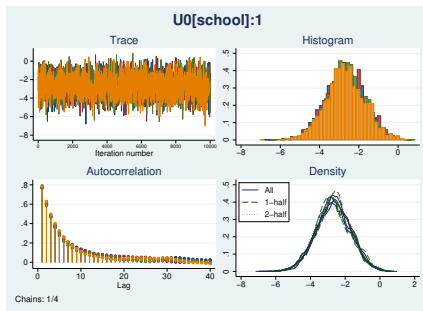 U0[school]:1
Trace
Histogram
0
−2
−4
−6
−8
0 2000 4000 6000 8000 10000
Iteration number
.5
.4
.3
.2
.1
0
−8 −6 −4 −2 0
Autocorrelation
Density
.8
.6
.4
.2
0
0 10 20 30 40
Lag
.5
.4
.3
.2
.1
0
All
1−half
2−half
−8 −6 −4 −2 0 2
Chains: 1/4